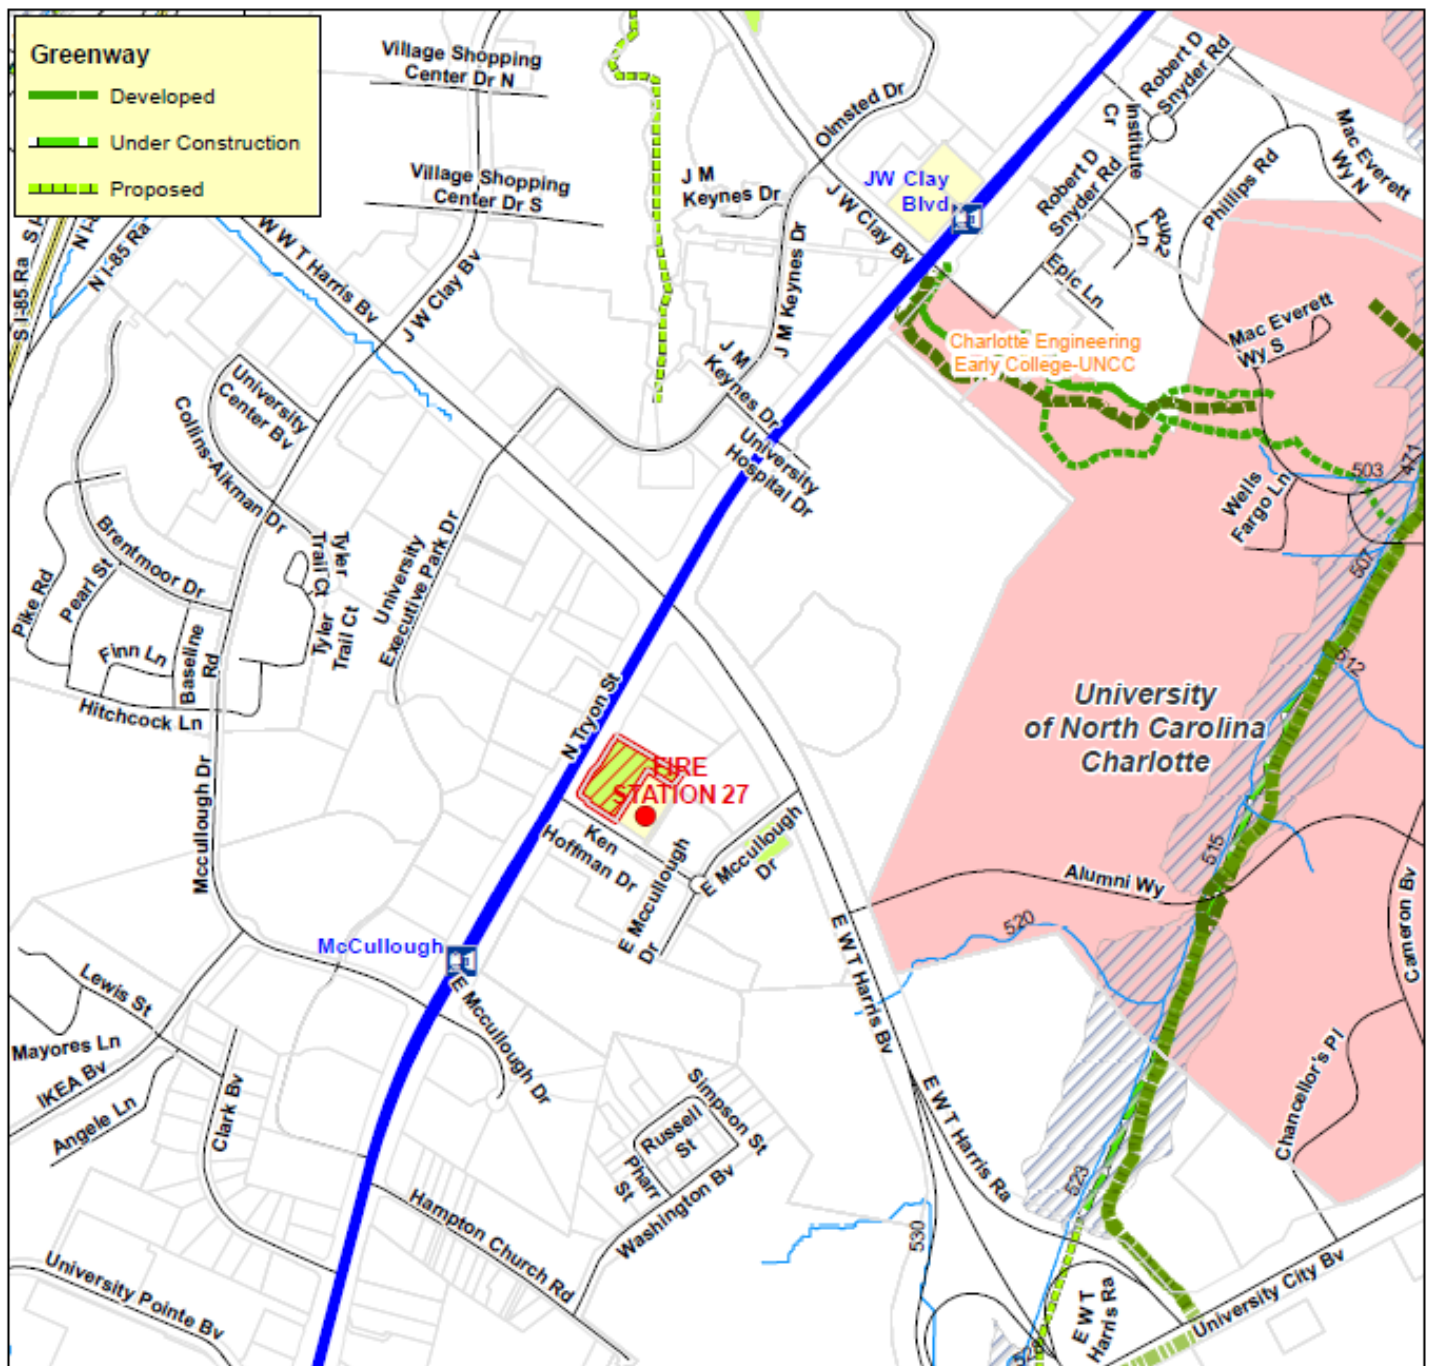 Greenway
Developed
Under Construction
Proposed
S I-85 Ra
N I-85 Ra
Village Shopping
Center Dr N
Village Shopping
Center Dr S
W W T Harris Bv
J W Clay Bv
J M
Keynes Dr
Olmsted Dr
J W Clay Bv
JW Clay
Blvd
J M Keynes Dr
J M
Keynes Dr
University
Hospital Dr
Robert D
Snyder Rd
Institute
Cr
Robert D
Snyder Rd
Epic Ln
Phillips Rd
Mac Everett
Wy N
Mac Everett
Wy S
Charlotte Engineering
Early College-UNCC
Wells
Fargo Ln
503
471
507
512
University
Center Bv
Collins-Aikman Dr
Brentmoor Dr
Pike Rd
Pearl St
Finn Ln
Baseline
Rd
Hitchcock Ln
Tyler
Trail Ct
Tyler
Trail Ct
University
Executive Park Dr
N Tryon St
FIRE
STATION 27
Ken
Hoffman Dr
E Mccullough
Dr
E Mccullough
Dr
University
of North Carolina
Charlotte
515
Alumni Wy
520
Cameron Bv
Mccullough Dr
McCullough
E Mccullough Dr
E W T Harris Bv
E W T Harris Ra
Lewis St
Mayores Ln
IKEA Bv
Angele Ln
Clark Bv
Simpson St
Russell
St
Pharr
St
Washington Bv
Hampton Church Rd
University Pointe Bv
Chancellor's Pl
523
530
E W T
Harris Ra
University City Bv